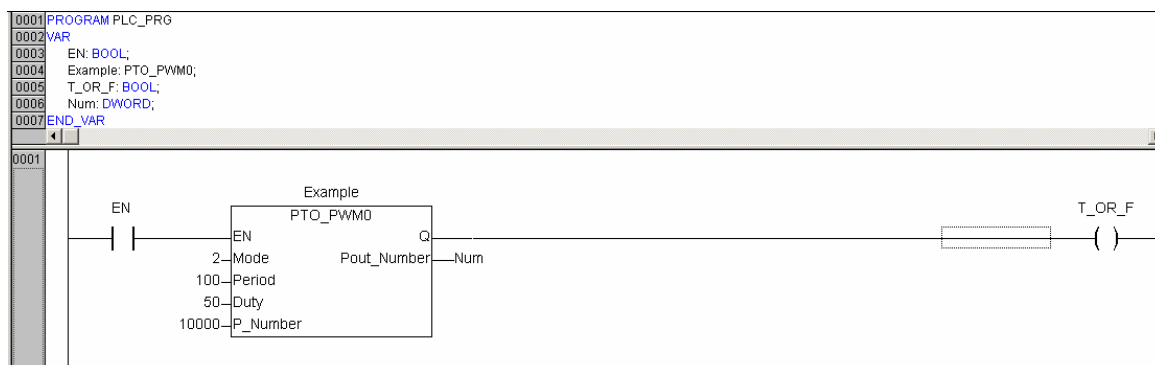 0001 PROGRAM PLC_PRG
0002 VAR
0003 EN: BOOL;
0004 Example: PTO_PWM0;
0005 T_OR_F: BOOL;
0006 Num: DWORD;
0007 END_VAR
0001
Example
EN PTO_PWM0 T_OR_F
EN Q
2 Mode Pout_Number Num
100 Period
50 Duty
10000 P_Number